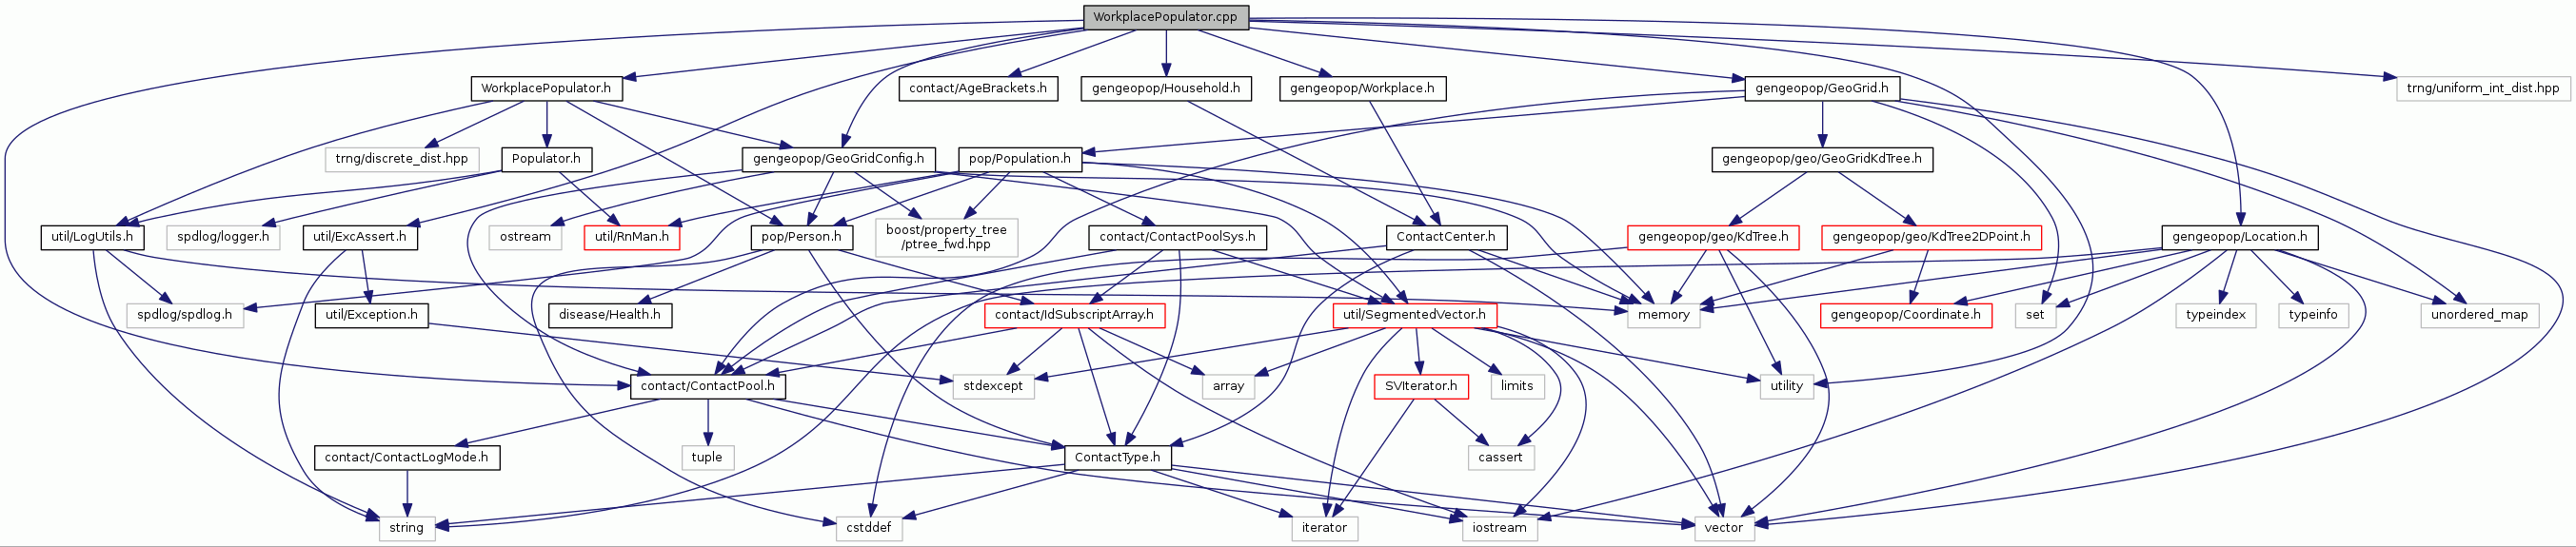 WorkplacePopulator.cpp
WorkplacePopulator.h
contact/AgeBrackets.h
gengeopop/Household.h
gengeopop/Workplace.h
gengeopop/GeoGrid.h
trng/uniform_int_dist.hpp
trng/discrete_dist.hpp
Populator.h
gengeopop/GeoGridConfig.h
pop/Population.h
gengeopop/geo/GeoGridKdTree.h
util/LogUtils.h
spdlog/logger.h
util/ExcAssert.h
ostream
util/RnMan.h
pop/Person.h
boost/property_tree
/ptree_fwd.hpp
contact/ContactPoolSys.h
ContactCenter.h
gengeopop/geo/KdTree.h
gengeopop/geo/KdTree2DPoint.h
gengeopop/Location.h
spdlog/spdlog.h
util/Exception.h
disease/Health.h
contact/IdSubscriptArray.h
util/SegmentedVector.h
memory
gengeopop/Coordinate.h
set
typeindex
typeinfo
unordered_map
contact/ContactPool.h
stdexcept
array
SVIterator.h
limits
utility
contact/ContactLogMode.h
tuple
ContactType.h
cassert
string
cstddef
iterator
iostream
vector